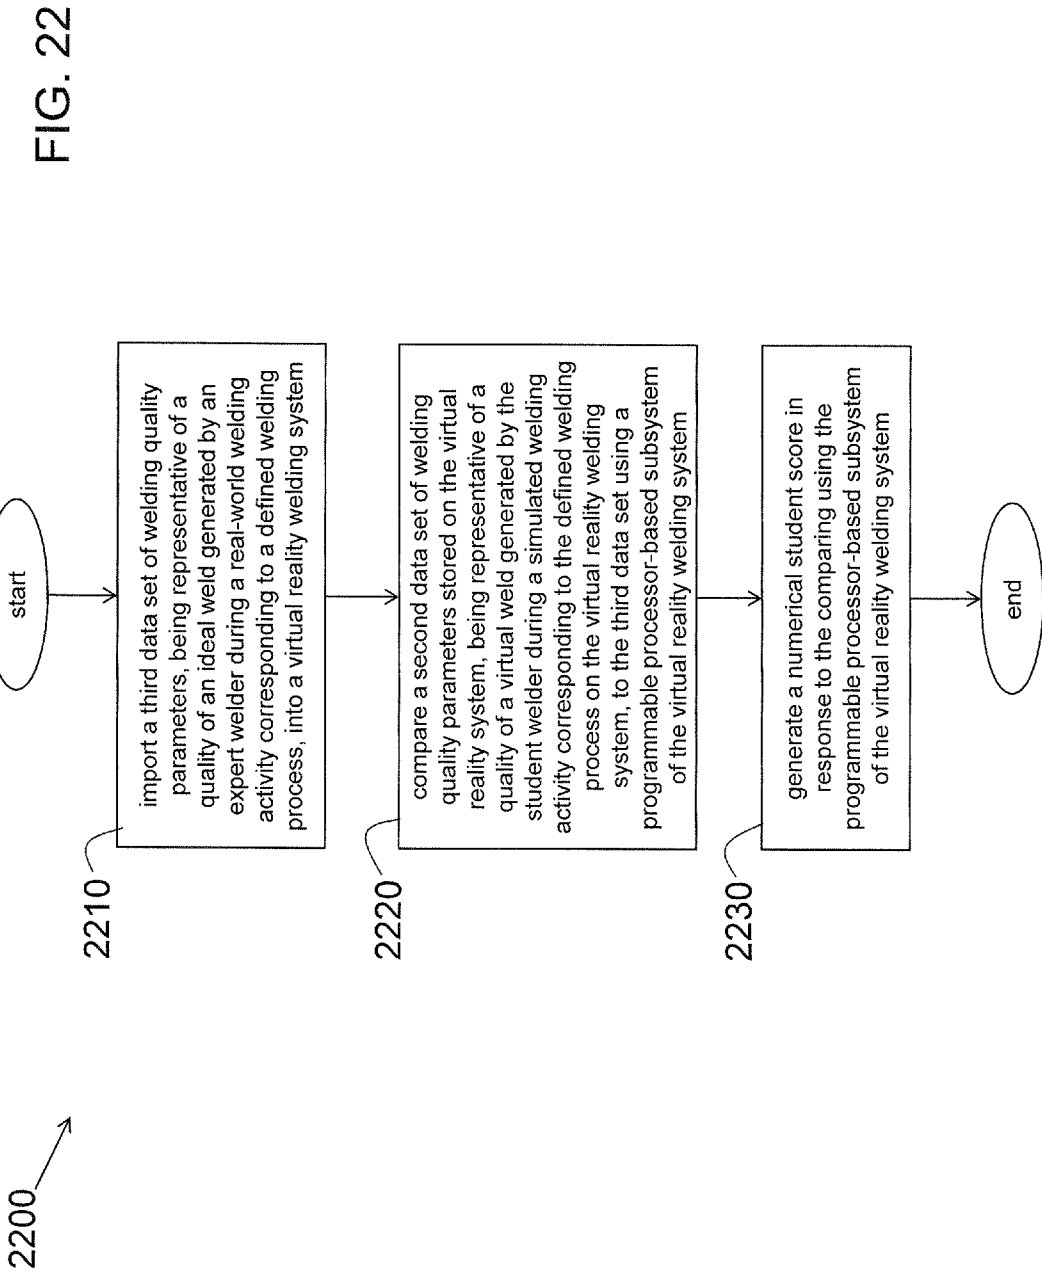 FIG. 22
2200
start
2210
import a third data set of welding quality
parameters, being representative of a
quality of an ideal weld generated by an
expert welder during a real-world welding
activity corresponding to a defined welding
process, into a virtual reality welding system
2220
compare a second data set of welding
quality parameters stored on the virtual
reality system, being representative of a
quality of a virtual weld generated by the
student welder during a simulated welding
activity corresponding to the defined welding
process on the virtual reality welding
system, to the third data set using a
programmable processor-based subsystem
of the virtual reality welding system
2230
generate a numerical student score in
response to the comparing using the
programmable processor-based subsystem
of the virtual reality welding system
end